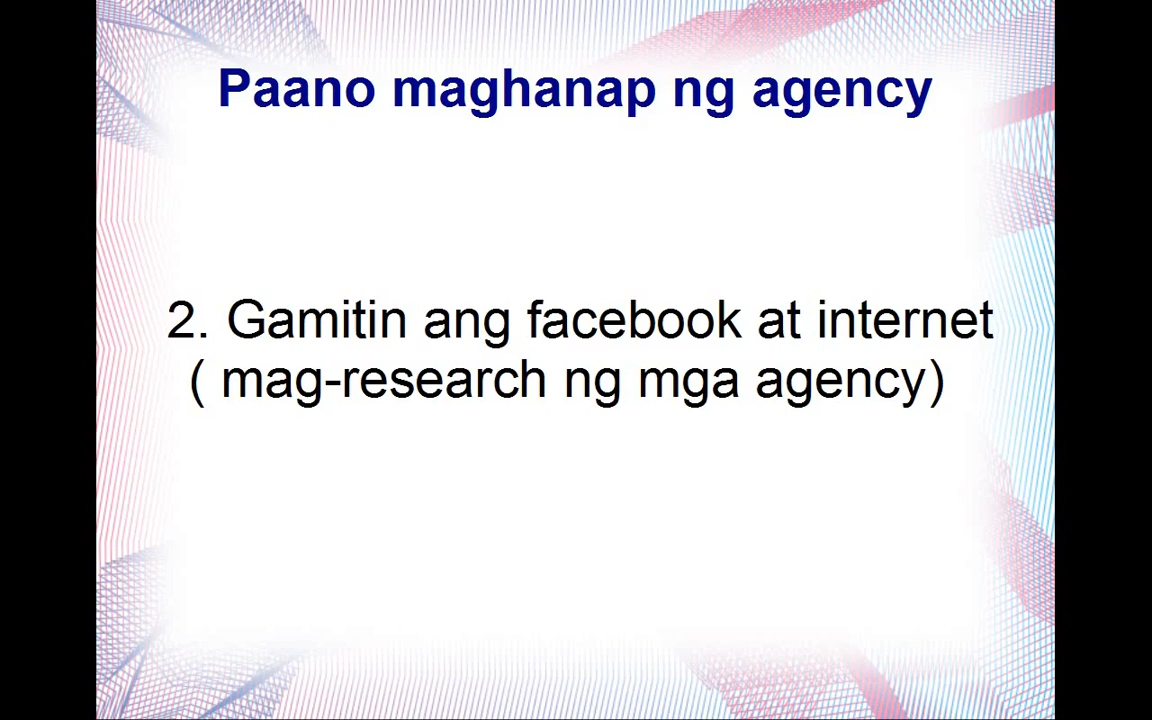 Paano maghanap ng agency
2. Gamitin ang facebook at internet
( mag-research ng mga agency)